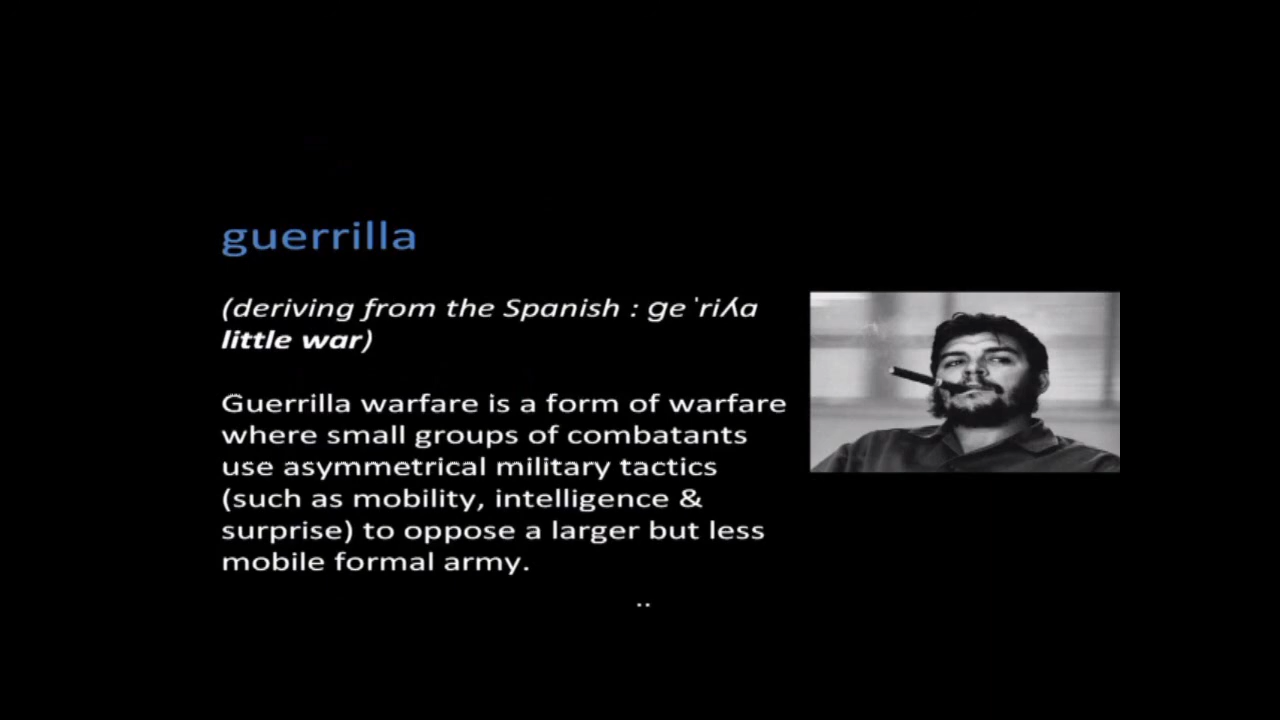 guerrilla
(deriving from the Spanish : ɡeˈriʎa
little war)
Guerrilla warfare is a form of warfare
where small groups of combatants
use asymmetrical military tactics
(such as mobility, intelligence &
surprise) to oppose a larger but less
mobile formal army.
..